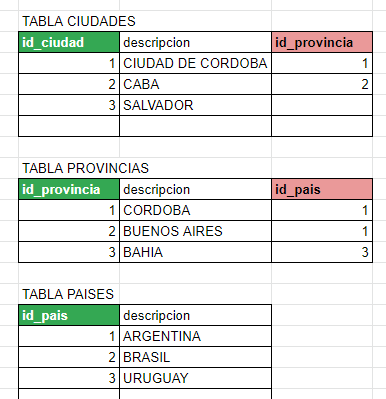 TABLA CIUDADES
id_ciudad descripcion id_provincia
1 CIUDAD DE CORDOBA 1
2 CABA 2
3 SALVADOR
TABLA PROVINCIAS
id_provincia descripcion id_pais
1 CORDOBA 1
2 BUENOS AIRES 1
3 BAHIA 3
TABLA PAISES
id_pais descripcion
1 ARGENTINA
2 BRASIL
3 URUGUAY